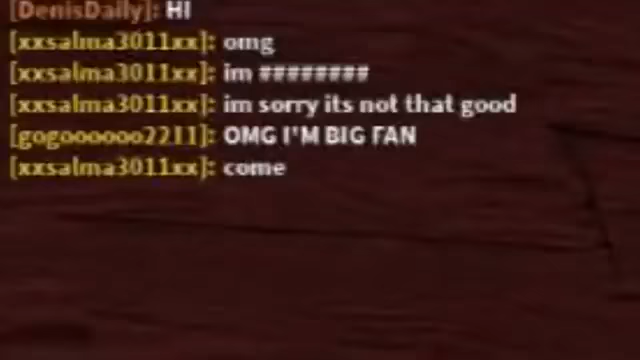 [DenisDaily]: HI
[xxsalma3011xx]: omg
[xxsalma3011xx]: im ########
[xxsalma3011xx]: im sorry its not that good
[gogoooooo2211]: OMG I'M BIG FAN
[xxsalma3011xx]: come